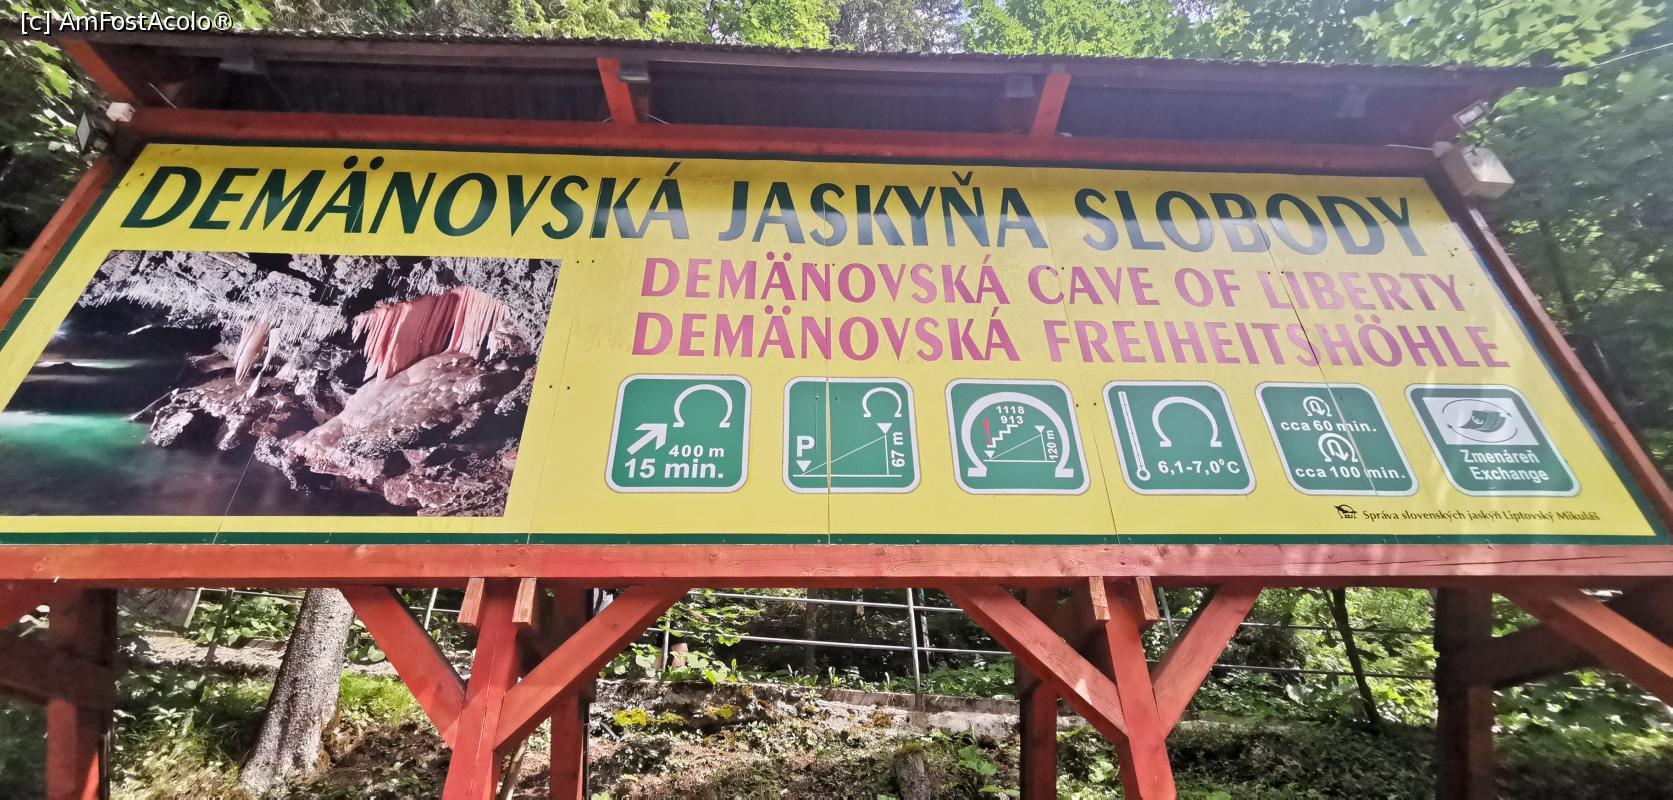 [c] AmFostAcolo®
DEMÄNOVSKÁ JASKYŇA SLOBODY
DEMÄNOVSKÁ CAVE OF LIBERTY
DEMÄNOVSKÁ FREIHEITSHÖHLE
400 m
15 min.
P
67 m
1118
913
!
120 m
6,1-7,0°C
cca 60 min.
cca 100 min.
Zmenáreň
Exchange
Správa slovenských jaskýň Liptovský Mikuláš